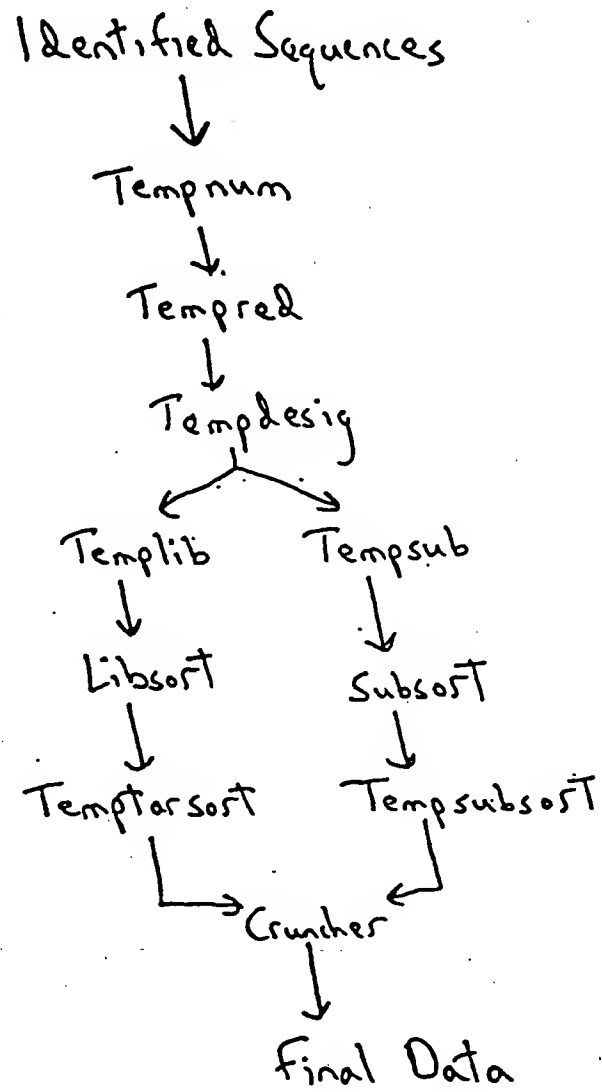 Identified Sequences
Tempnum
Tempred
Tempdesig
Templib Tempsub
Libsort Subsort
Temptarsort Tempsubsort
Cruncher
Final Data